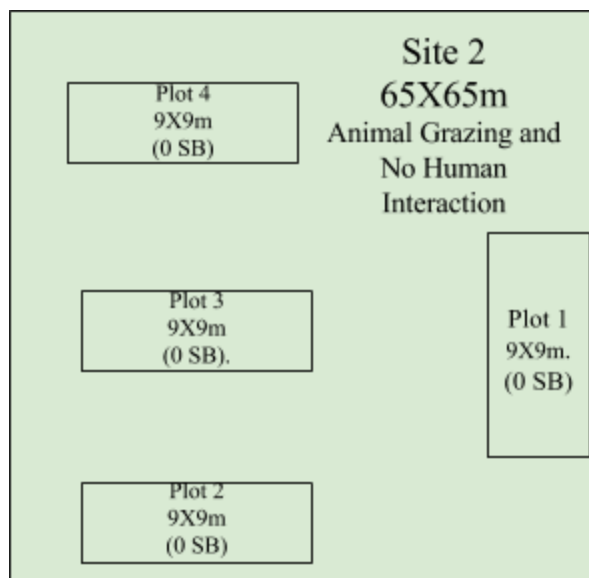 Site 2
65X65m
Animal Grazing and
No Human
Interaction
Plot 4
9X9m
(0 SB)
Plot 3
9X9m
(0 SB).
Plot 1
9X9m.
(0 SB)
Plot 2
9X9m
(0 SB)